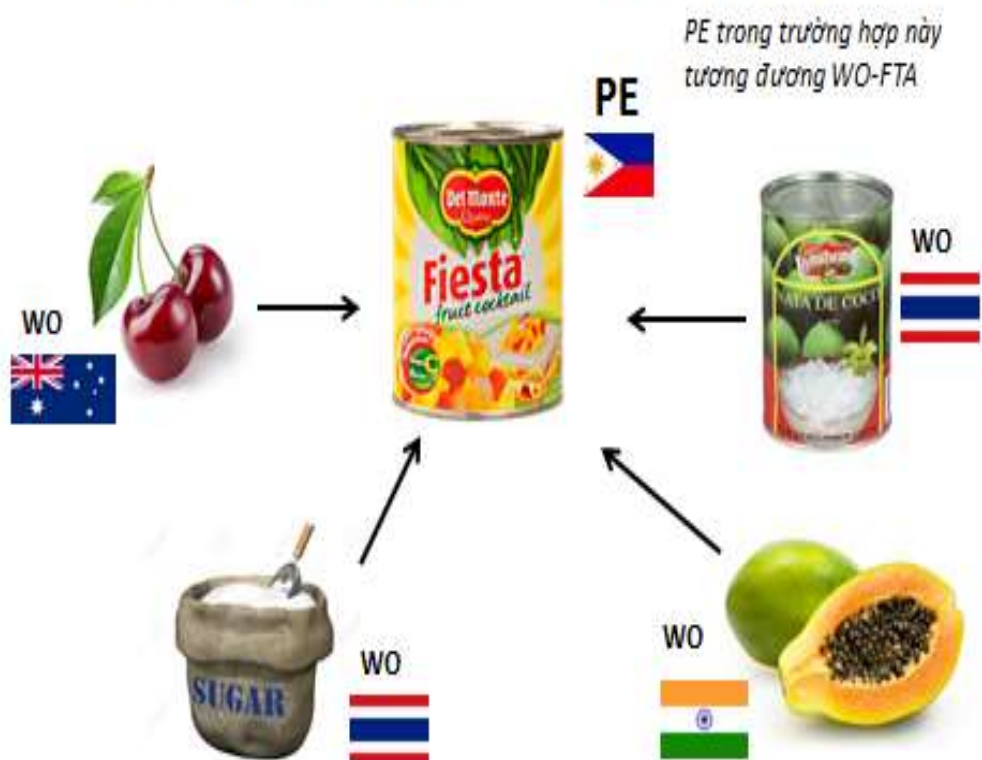 PE trong trường hợp này
tương đương WO-FTA
PE
Del Monte
Fiesta
fruit cocktail
WO
WO
NATA DE COCO
WO
SUGAR
WO